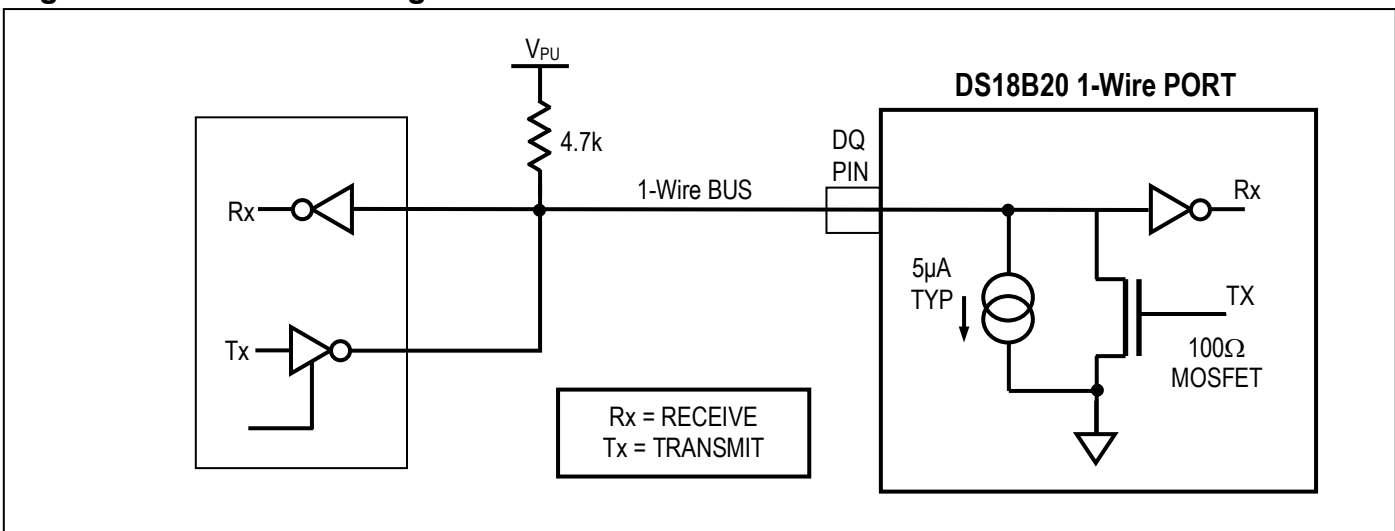 V_PU
4.7k
DS18B20 1-Wire PORT
DQ
PIN
1-Wire BUS
Rx
Rx
5µA
TYP
TX
100Ω
MOSFET
Tx
Rx = RECEIVE
Tx = TRANSMIT